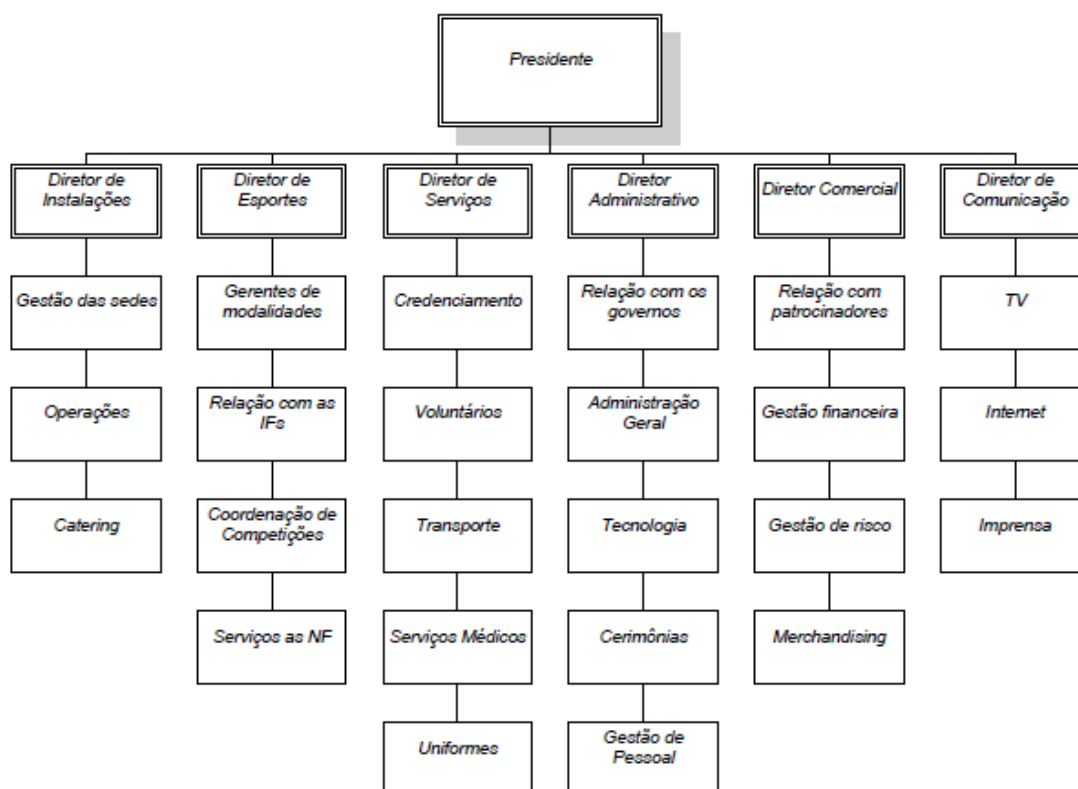 Presidente
Diretor de
Instalações
Diretor de
Esportes
Diretor de
Serviços
Diretor
Administrativo
Diretor Comercial
Diretor de
Comunicação
Gestão das sedes
Gerentes de
modalidades
Credenciamento
Relação com os
governos
Relação com
patrocinadores
TV
Operações
Relação com as
IFs
Voluntários
Administração
Geral
Gestão financeira
Internet
Catering
Coordenação de
Competições
Transporte
Tecnologia
Gestão de risco
Imprensa
Serviços as NF
Serviços Médicos
Cerimônias
Merchandising
Uniformes
Gestão de
Pessoal